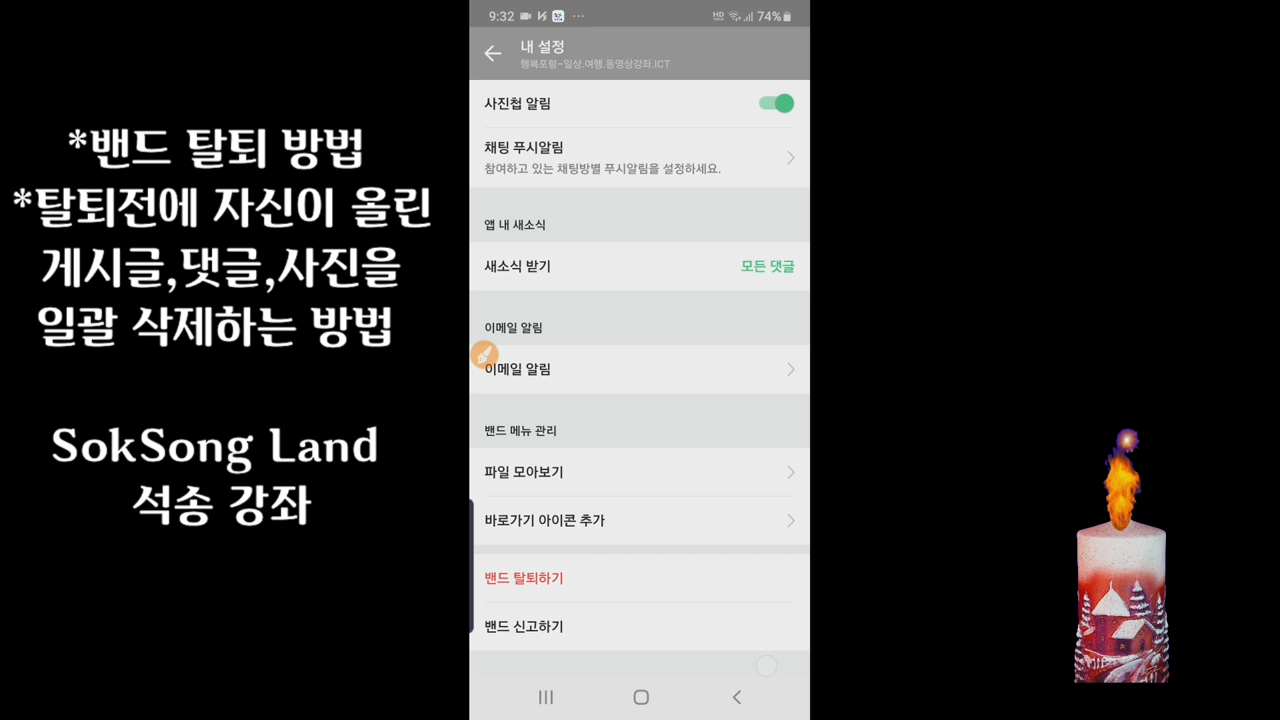 *밴드 탈퇴 방법
*탈퇴전에 자신이 올린
게시글,댓글,사진을
일괄 삭제하는 방법
SokSong Land
석송 강좌
9:32
74%
내 설정
행복포럼-일상.여행.동영상강좌.ICT
사진첩 알림
채팅 푸시알림
참여하고 있는 채팅방별 푸시알림을 설정하세요.
앱 내 새소식
새소식 받기 모든 댓글
이메일 알림
이메일 알림
밴드 메뉴 관리
파일 모아보기
바로가기 아이콘 추가
밴드 탈퇴하기
밴드 신고하기